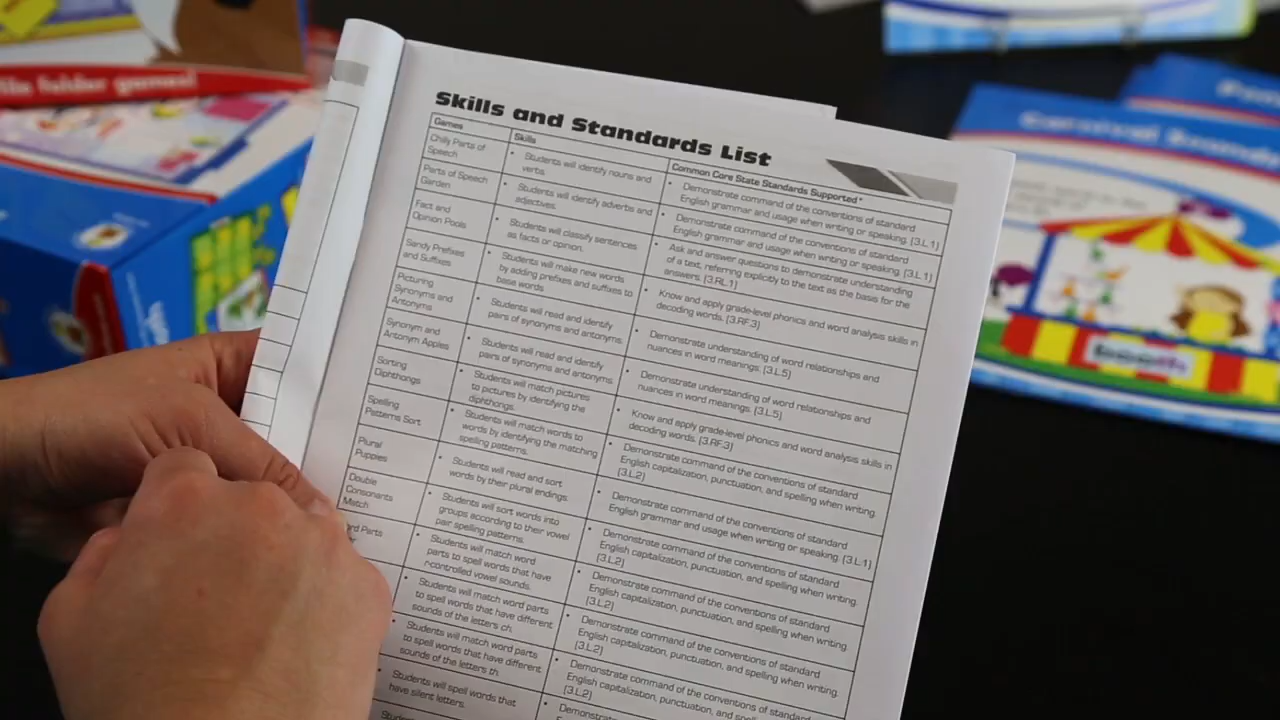 file folder games!
Skills and Standards List
Games
Skills
Common Core State Standards Supported*
Chilly Parts of
Speech
• Students will identify nouns and
verbs.
• Demonstrate command of the conventions of standard
English grammar and usage when writing or speaking. (3.L.1)
Parts of Speech
Garden
• Students will identify adverbs and
adjectives.
• Demonstrate command of the conventions of standard
English grammar and usage when writing or speaking. (3.L.1)
Fact and
Opinion Pools
• Students will classify sentences
as facts or opinion.
• Ask and answer questions to demonstrate understanding
of a text, referring explicitly to the text as the basis for the
answers. (3.RL.1)
Sandy Prefixes
and Suffixes
• Students will make new words
by adding prefixes and suffixes to
base words.
• Know and apply grade-level phonics and word analysis skills in
decoding words. (3.RF.3)
Picturing
Synonyms and
Antonyms
• Students will read and identify
pairs of synonyms and antonyms.
• Demonstrate understanding of word relationships and
nuances in word meanings. (3.L.5)
Synonym and
Antonym Apples
• Students will read and identify
pairs of synonyms and antonyms.
• Demonstrate understanding of word relationships and
nuances in word meanings. (3.L.5)
Sorting
Diphthongs
• Students will match pictures
to pictures by identifying the
diphthongs.
• Know and apply grade-level phonics and word analysis skills in
decoding words. (3.RF.3)
Spelling
Patterns Sort
• Students will match words to
words by identifying the matching
spelling patterns.
• Demonstrate command of the conventions of standard
English capitalization, punctuation, and spelling when writing.
(3.L.2)
Plural
Puppies
• Students will read and sort
words by their plural endings.
• Demonstrate command of the conventions of standard
English grammar and usage when writing or speaking. (3.L.1)
Double
Consonants
Match
• Students will sort words into
groups according to their vowel
pair spelling patterns.
• Demonstrate command of the conventions of standard
English capitalization, punctuation, and spelling when writing.
(3.L.2)
Parts
• Students will match word
parts to spell words that have
r-controlled vowel sounds.
• Demonstrate command of the conventions of standard
English capitalization, punctuation, and spelling when writing.
(3.L.2)
• Students will match word parts
to spell words that have different
sounds of the letters ch.
• Demonstrate command of the conventions of standard
English capitalization, punctuation, and spelling when writing.
(3.L.2)
• Students will match word parts
to spell words that have different
sounds of the letters th.
• Demonstrate command of the conventions of standard
English capitalization, punctuation, and spelling when writing.
(3.L.2)
• Students will spell words that
have silent letters.
• Demonstrate command of the conventions of standard
Carnival
booth